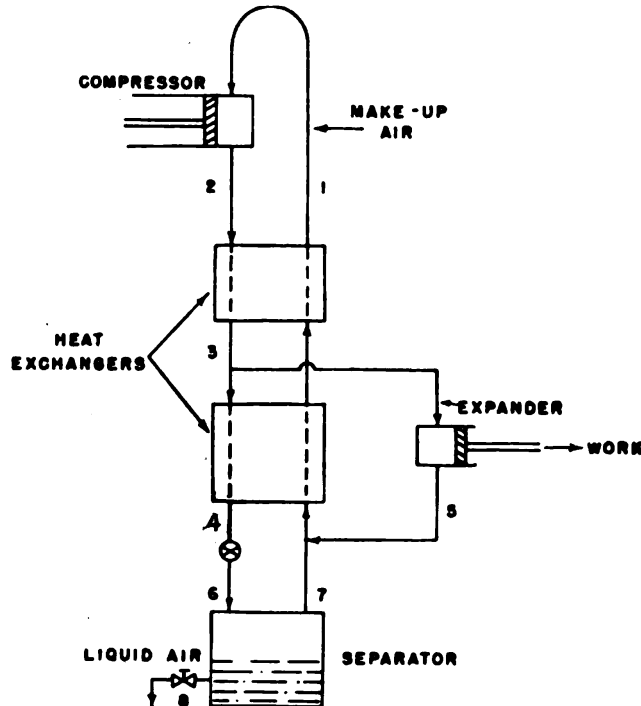 COMPRESSOR
MAKE-UP
AIR
2
1
HEAT
EXCHANGERS
3
EXPANDER
WORK
4
5
6
7
LIQUID AIR
SEPARATOR
8